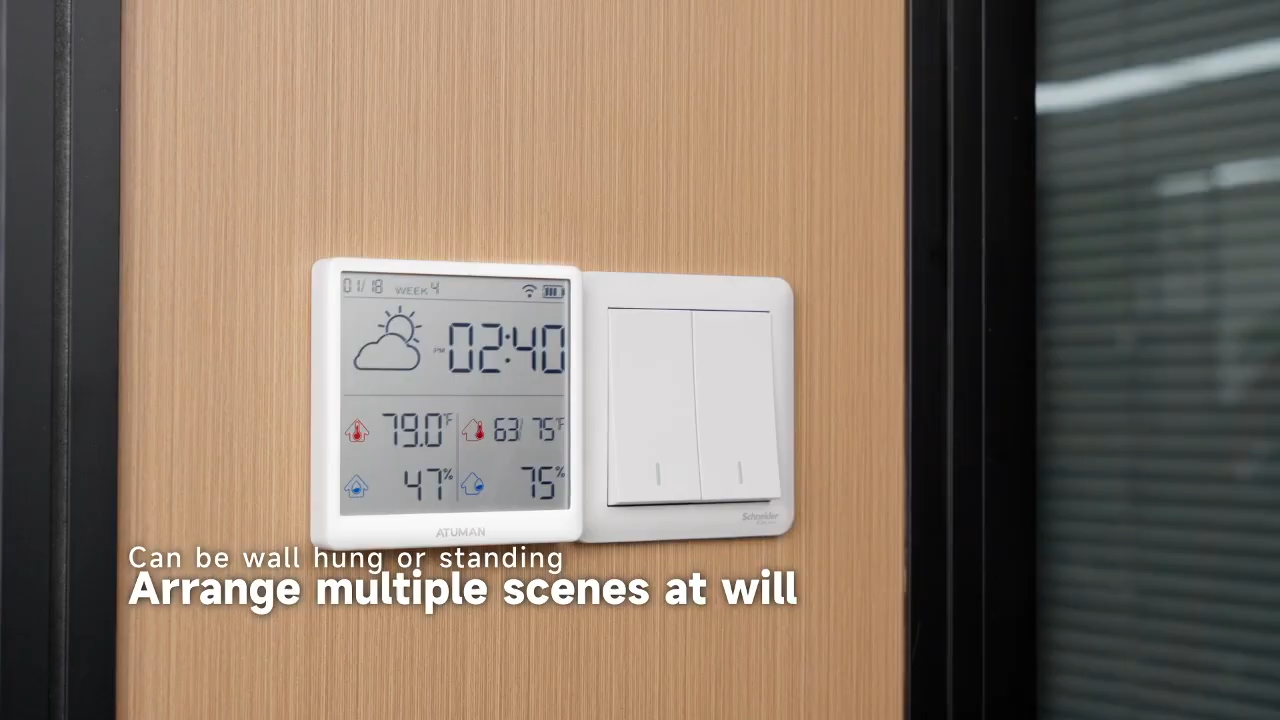 01/18 WEEK 4
PM 02:40
79.0°F 63/ 75°F
47% 75%
ATUMAN
Schneider
Can be wall hung or standing
Arrange multiple scenes at will